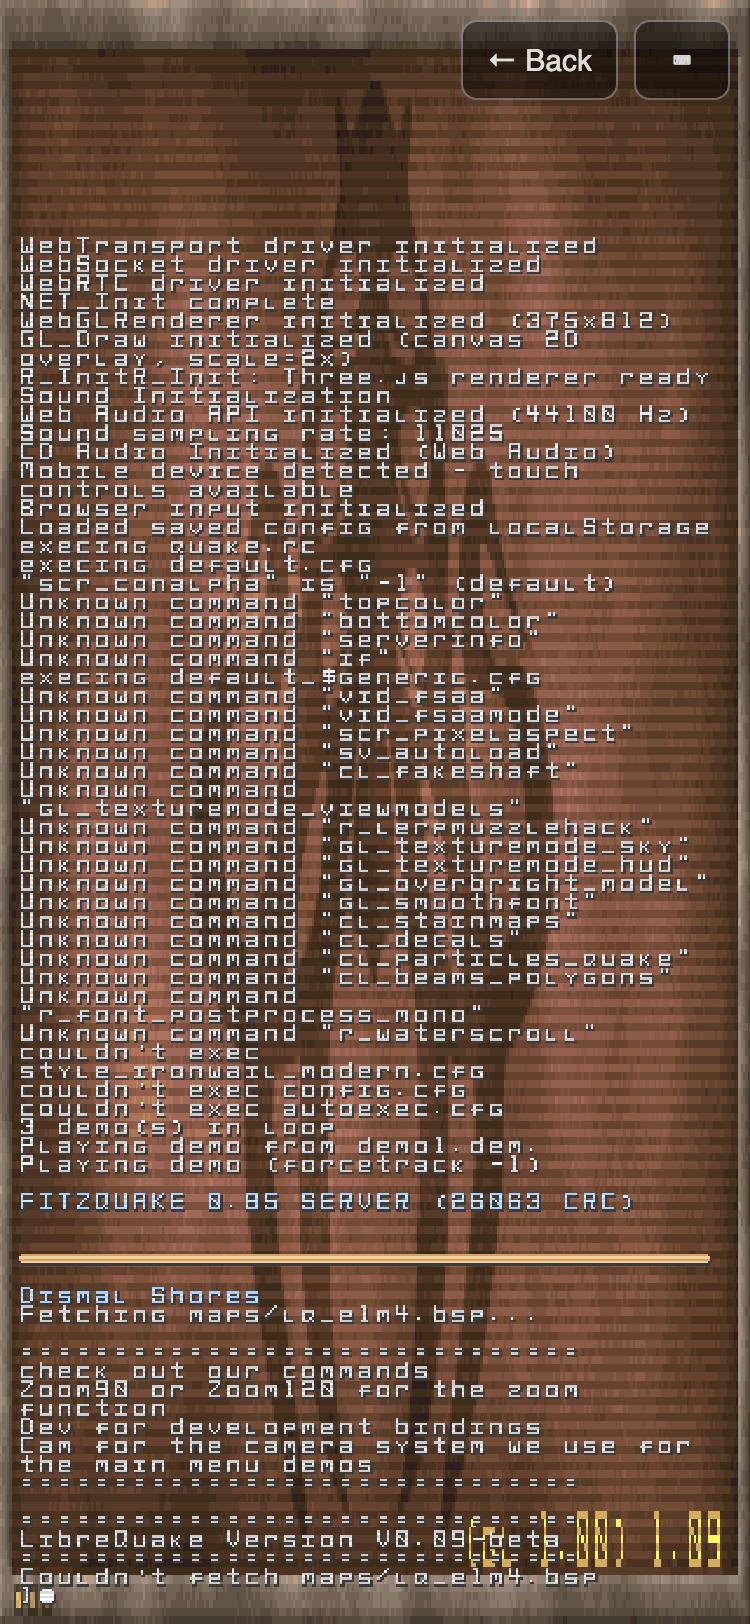 ← Back
WebTransport driver initialized
WebSocket driver initialized
WebRTC driver initialized
NET_Init complete
WebGLRenderer initialized (375x812)
GL_Draw initialized (canvas 2D
overlay, scale=2x)
R_InitR_Init: Three.js renderer ready
Sound Initialization
Web Audio API initialized (44100 Hz)
Sound sampling rate: 11025
CD Audio Initialized (Web Audio)
Mobile device detected - touch
controls available
Browser input initialized
Loaded saved config from localStorage
execing quake.rc
execing default.cfg
"scr_conalpha" is "-1" (default)
Unknown command "topcolor"
Unknown command "bottomcolor"
Unknown command "serverinfo"
Unknown command "if"
execing default_$generic.cfg
Unknown command "vid_fsaa"
Unknown command "vid_fsaamode"
Unknown command "scr_pixelaspect"
Unknown command "sv_autoload"
Unknown command "cl_fakeshaft"
Unknown command
"gl_texturemode_viewmodels"
Unknown command "r_lerpmuzzlehack"
Unknown command "gl_texturemode_sky"
Unknown command "gl_texturemode_hud"
Unknown command "gl_overbright_model"
Unknown command "gl_smoothfont"
Unknown command "cl_stainmaps"
Unknown command "cl_decals"
Unknown command "cl_particles_quake"
Unknown command "cl_beams_polygons"
Unknown command
"r_font_postprocess_mono"
Unknown command "r_waterscroll"
couldn't exec
style_ironwail_modern.cfg
couldn't exec config.cfg
couldn't exec autoexec.cfg
3 demo(s) in loop
Playing demo from demo1.dem.
Playing demo (forcetrack -1)
FITZQUAKE 0.85 SERVER (26063 CRC)
Dismal Shores
Fetching maps/lq_e1m4.bsp...
==============================
check out our commands
Zoom90 or Zoom120 for the zoom
function
Dev for development bindings
Cam for the camera system we use for
the main menu demos
==============================
==============================
LibreQuake Version V0.09-beta
==============================
1.00) 1.09
Couldn't fetch maps/lq_e1m4.bsp
]